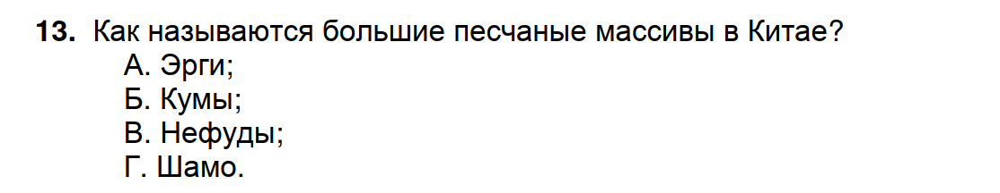 13. Как называются большие песчаные массивы в Китае?
А. Эрги;
Б. Кумы;
В. Нефуды;
Г. Шамо.